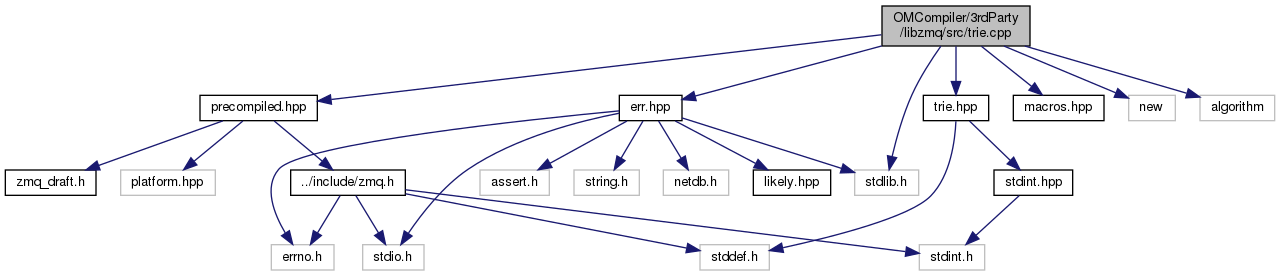 OMCompiler/3rdParty
/libzmq/src/trie.cpp
precompiled.hpp
err.hpp
trie.hpp
macros.hpp
new
algorithm
zmq_draft.h
platform.hpp
../include/zmq.h
assert.h
string.h
netdb.h
likely.hpp
stdlib.h
stdint.hpp
errno.h
stdio.h
stddef.h
stdint.h